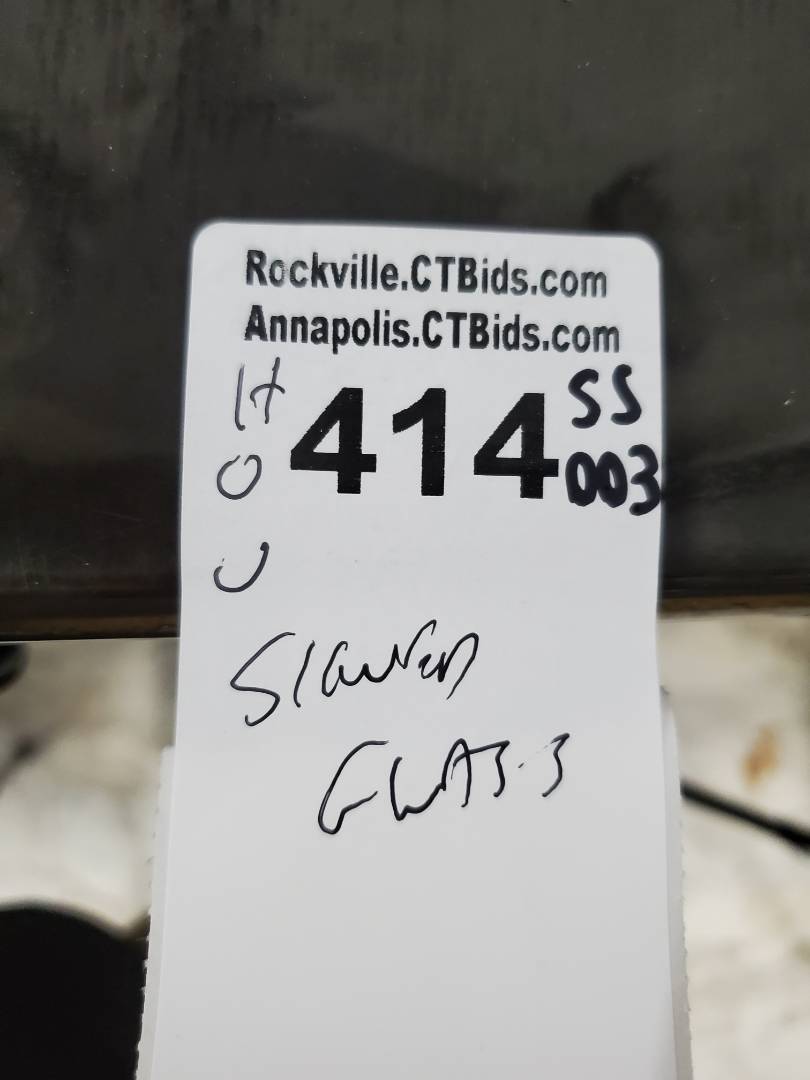 Rockville.CTBids.com
Annapolis.CTBids.com
H 414 SS
O 003
U